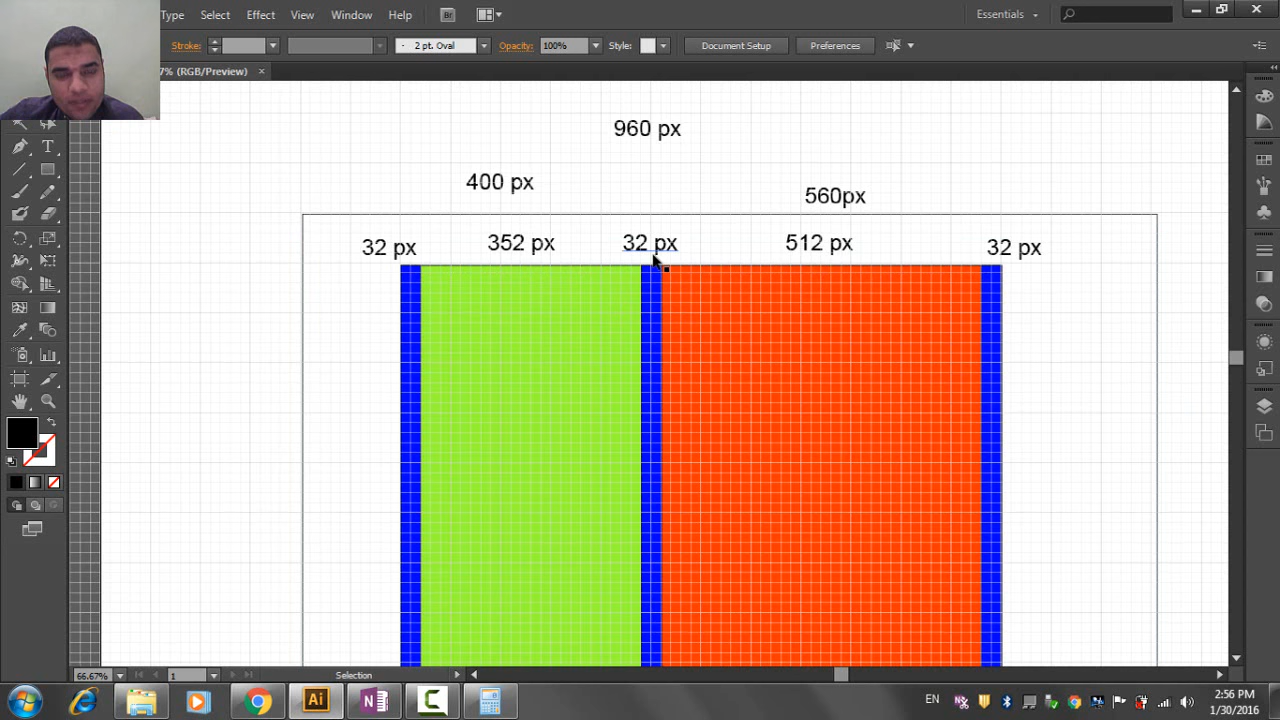 Type Select Effect View Window Help Br Essentials
Stroke: 2 pt. Oval Opacity: 100% Style: Document Setup Preferences
7% (RGB/Preview) ×
960 px
400 px
560px
32 px 352 px 32 px 512 px 32 px
66.67% 1 Selection
Ai EN 2:56 PM
1/30/2016